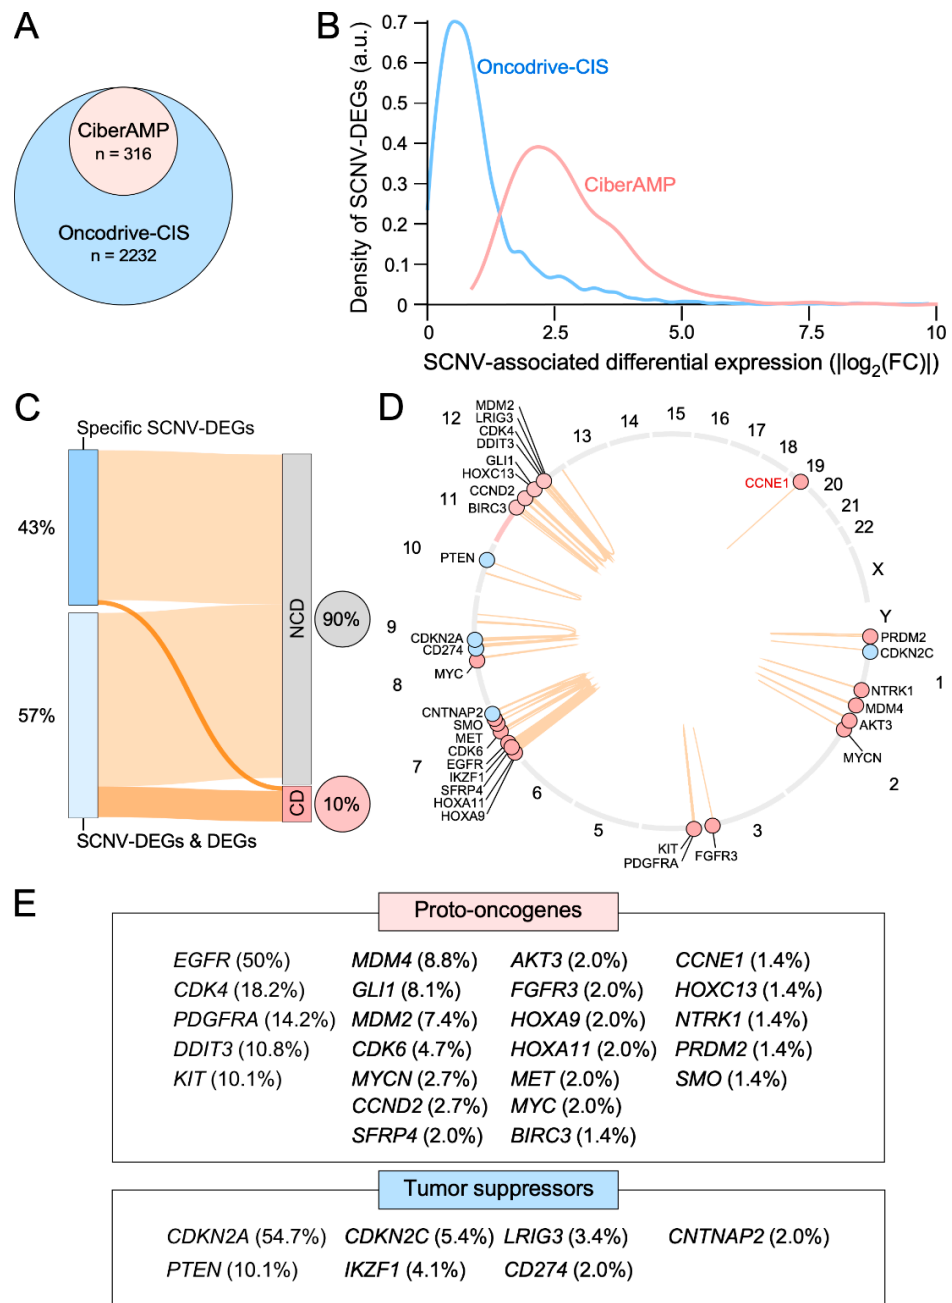 A
CiberAMP
n = 316
Oncodrive-CIS
n = 2232
B
Density of SCNV-DEGs (a.u.)
0.7
0.6
0.5
0.4
0.3
0.2
0.1
0
Oncodrive-CIS
CiberAMP
0
2.5
5.0
7.5
10
SCNV-associated differential expression (|log2(FC)|)
C
Specific SCNV-DEGs
43%
57%
NCD
90%
CD
10%
SCNV-DEGs & DEGs
D
12
MDM2
LRIG3
CDK4
DDIT3
GLI1
HOXC13
CCND2
BIRC3
13
14
15
16
17
18
19
20
21
22
X
Y
CCNE1
11
10
PTEN
9
CDKN2A
CD274
MYC
8
CNTNAP2
SMO
MET
CDK6
EGFR
IKZF1
SFRP4
HOXA11
HOXA9
7
6
5
KIT
PDGFRA
FGFR3
3
2
MYCN
AKT3
MDM4
NTRK1
1
CDKN2C
PRDM2
E
Proto-oncogenes
EGFR (50%)
CDK4 (18.2%)
PDGFRA (14.2%)
DDIT3 (10.8%)
KIT (10.1%)
MDM4 (8.8%)
GLI1 (8.1%)
MDM2 (7.4%)
CDK6 (4.7%)
MYCN (2.7%)
CCND2 (2.7%)
SFRP4 (2.0%)
AKT3 (2.0%)
FGFR3 (2.0%)
HOXA9 (2.0%)
HOXA11 (2.0%)
MET (2.0%)
MYC (2.0%)
BIRC3 (1.4%)
CCNE1 (1.4%)
HOXC13 (1.4%)
NTRK1 (1.4%)
PRDM2 (1.4%)
SMO (1.4%)
Tumor suppressors
CDKN2A (54.7%)
PTEN (10.1%)
CDKN2C (5.4%)
IKZF1 (4.1%)
LRIG3 (3.4%)
CD274 (2.0%)
CNTNAP2 (2.0%)